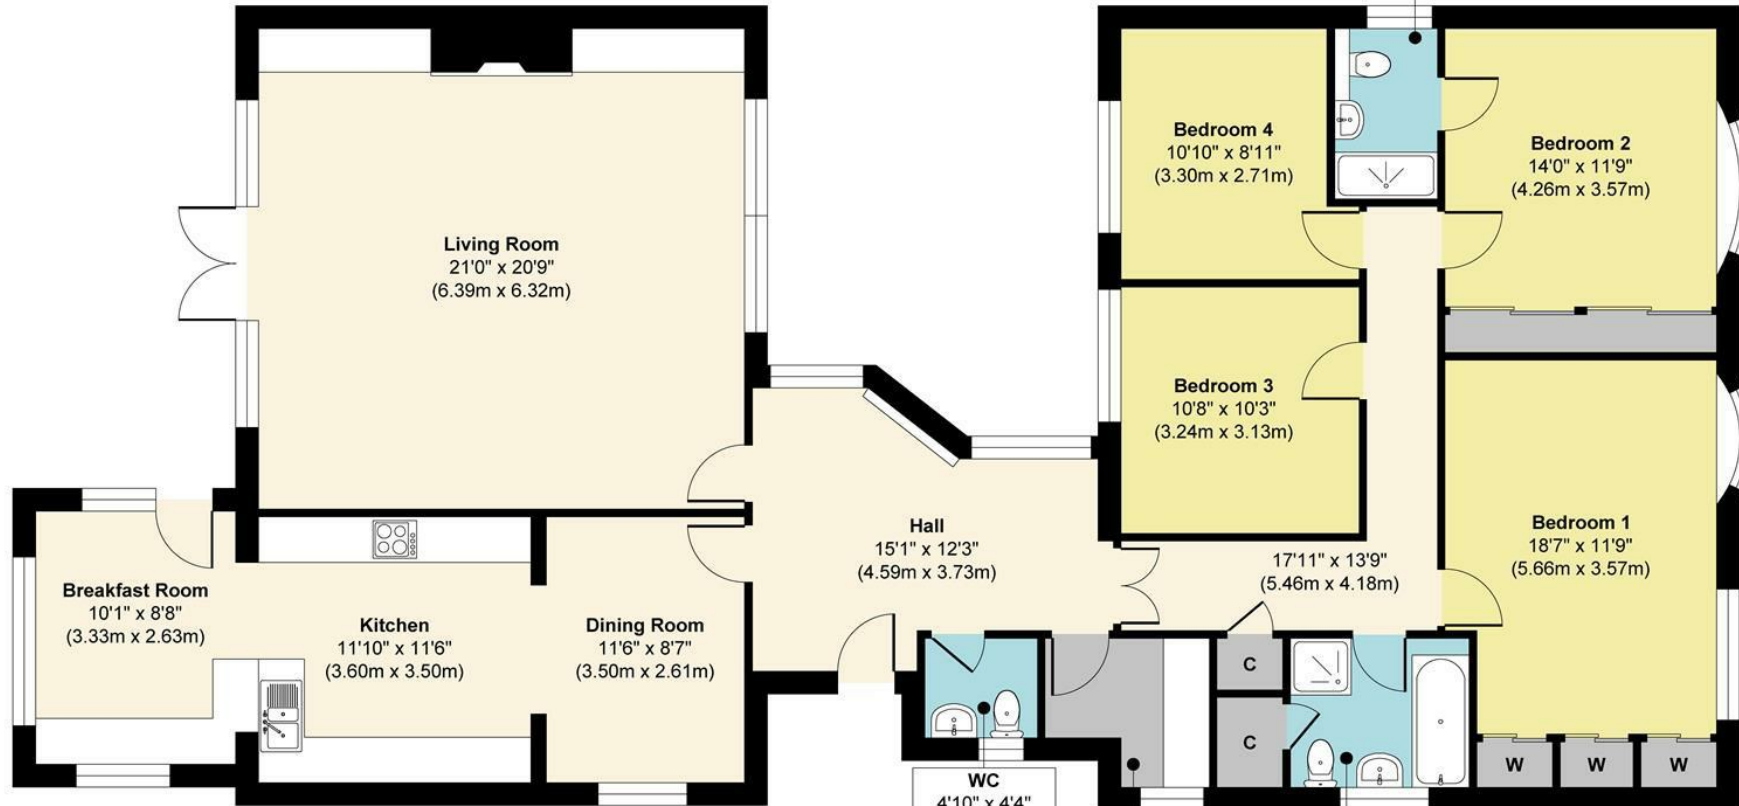 Bedroom 4
10'10" x 8'11"
(3.30m x 2.71m)
Bedroom 2
14'0" x 11'9"
(4.26m x 3.57m)
Living Room
21'0" x 20'9"
(6.39m x 6.32m)
Bedroom 3
10'8" x 10'3"
(3.24m x 3.13m)
Hall
15'1" x 12'3"
(4.59m x 3.73m)
Bedroom 1
18'7" x 11'9"
(5.66m x 3.57m)
17'11" x 13'9"
(5.46m x 4.18m)
Breakfast Room
10'1" x 8'8"
(3.33m x 2.63m)
Kitchen
11'10" x 11'6"
(3.60m x 3.50m)
Dining Room
11'6" x 8'7"
(3.50m x 2.61m)
C
C
W
W
W
WC
4'10" x 4'4"